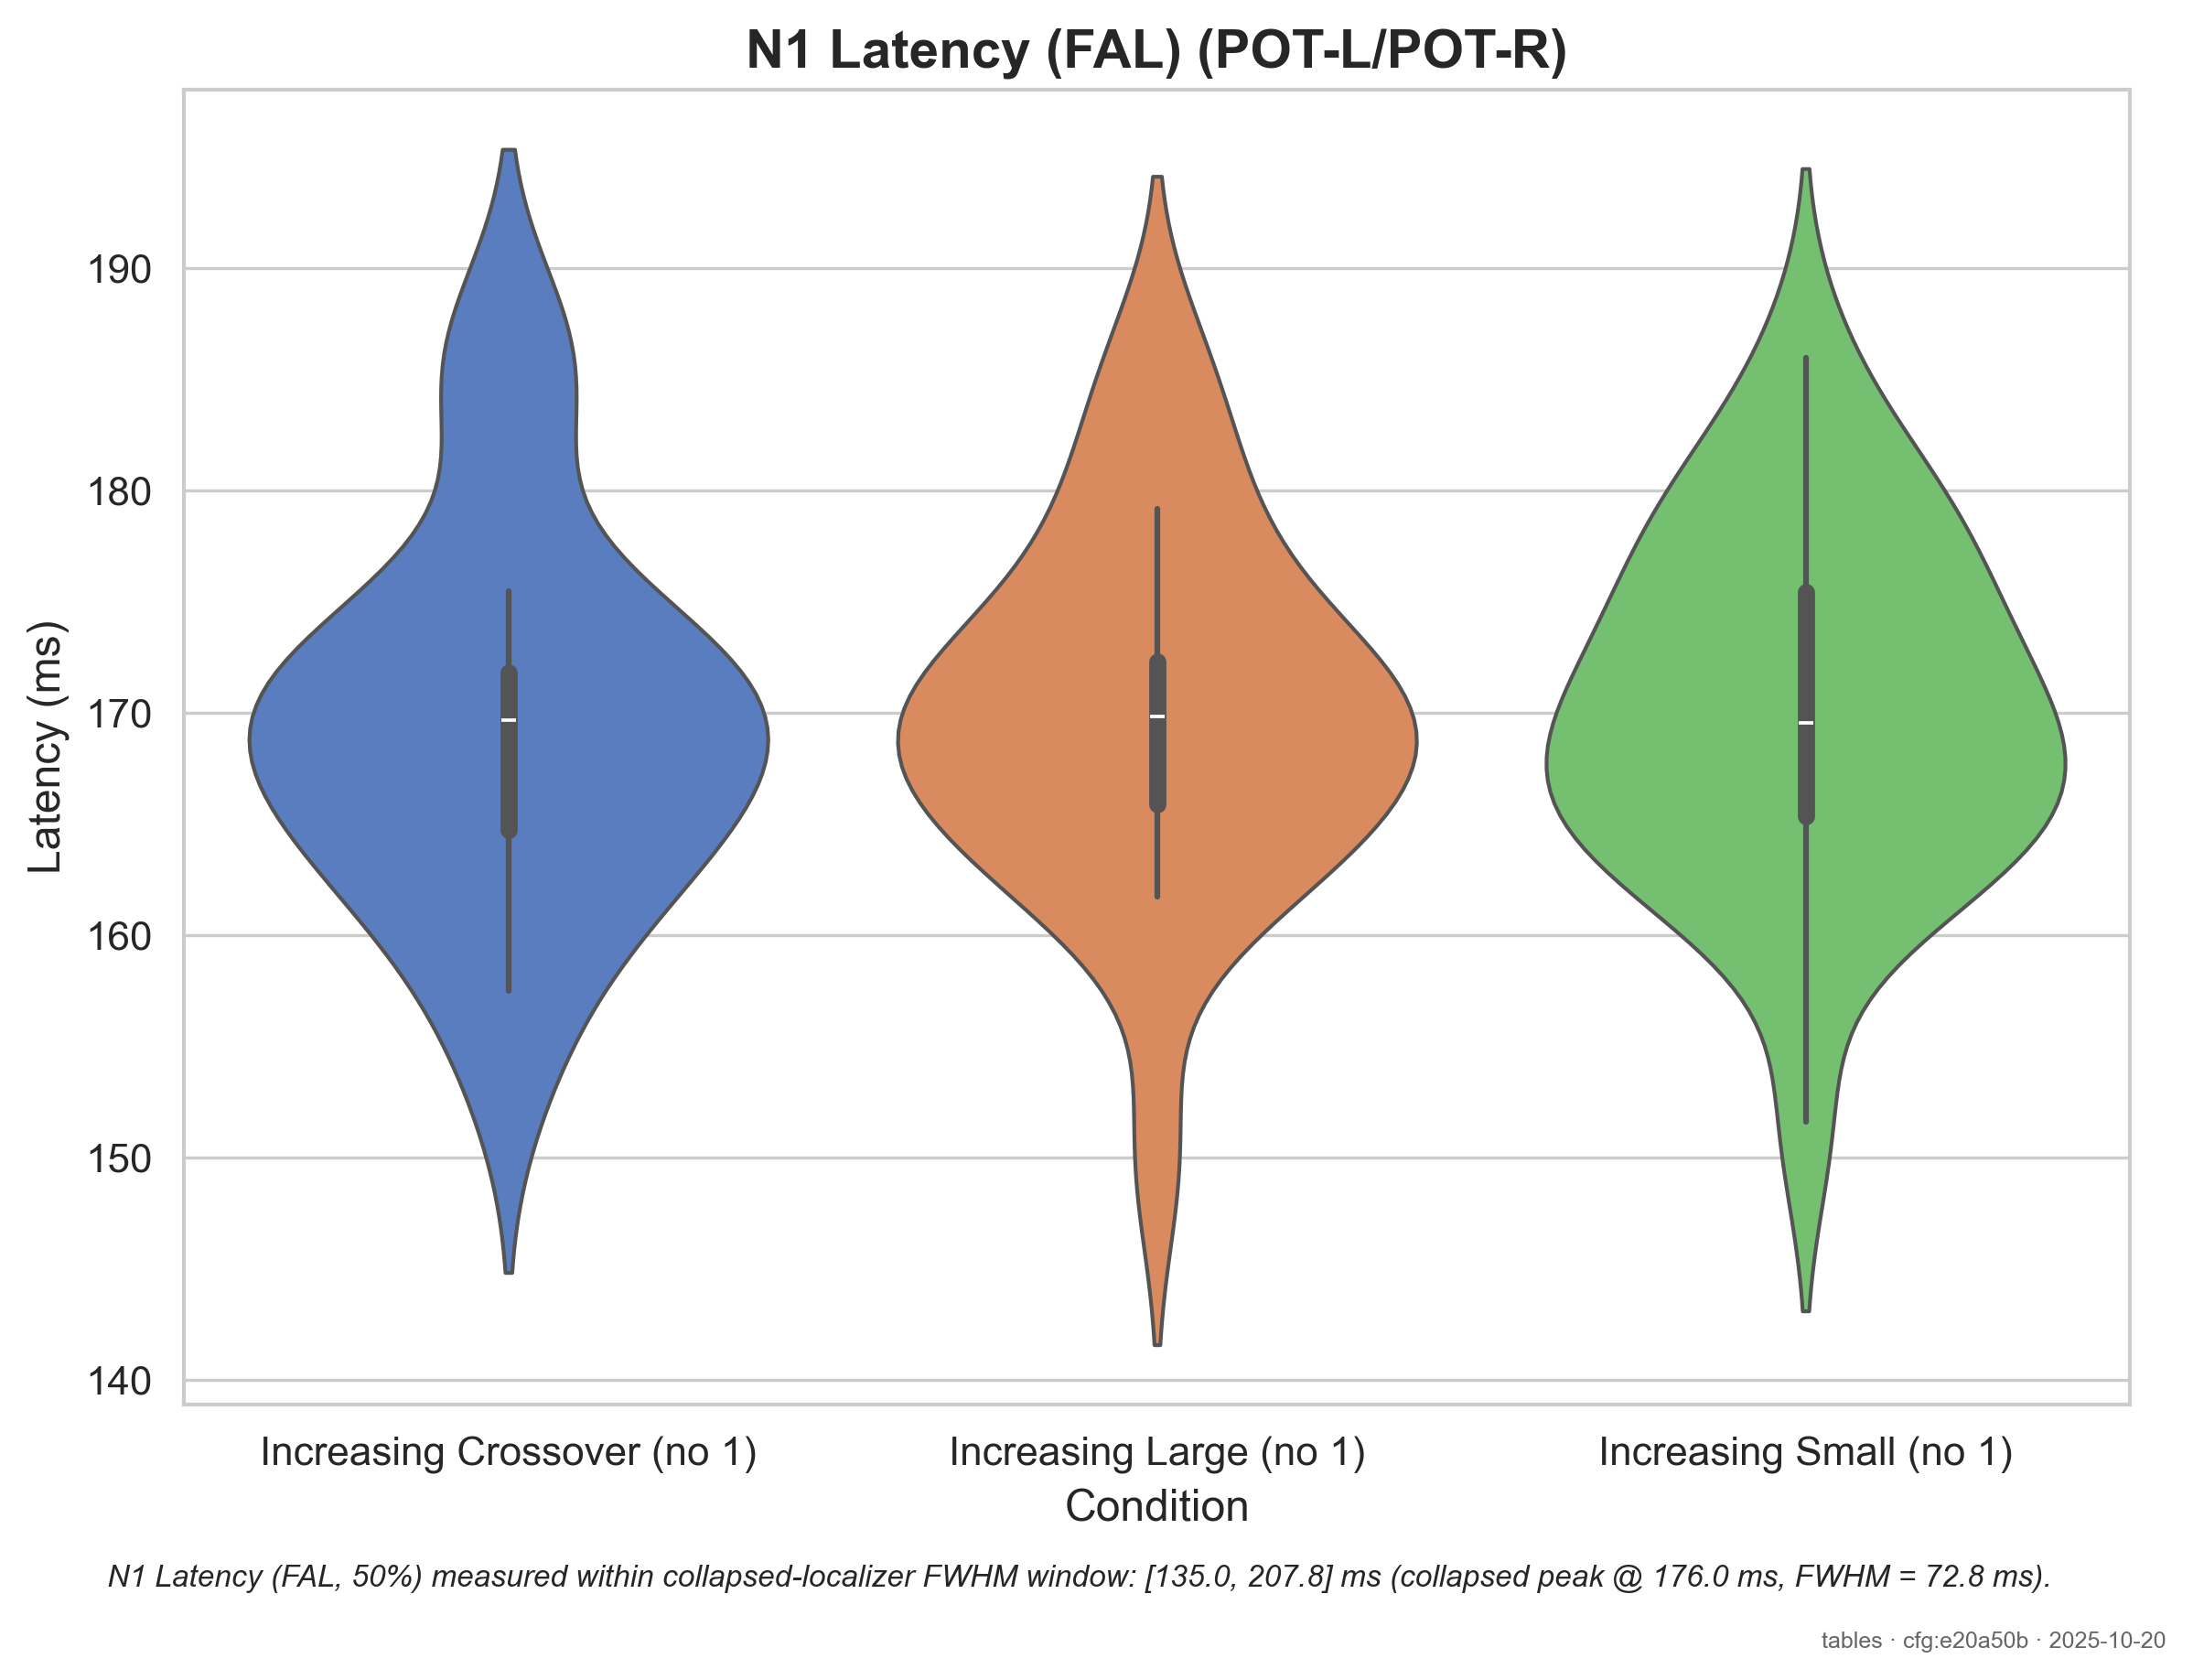 N1 Latency (FAL) (POT-L/POT-R)
Latency (ms)
190
180
170
160
150
140
Increasing Crossover (no 1)
Increasing Large (no 1)
Increasing Small (no 1)
Condition
N1 Latency (FAL, 50%) measured within collapsed-localizer FWHM window: [135.0, 207.8] ms (collapsed peak @ 176.0 ms, FWHM = 72.8 ms).
tables · cfg:e20a50b · 2025-10-20